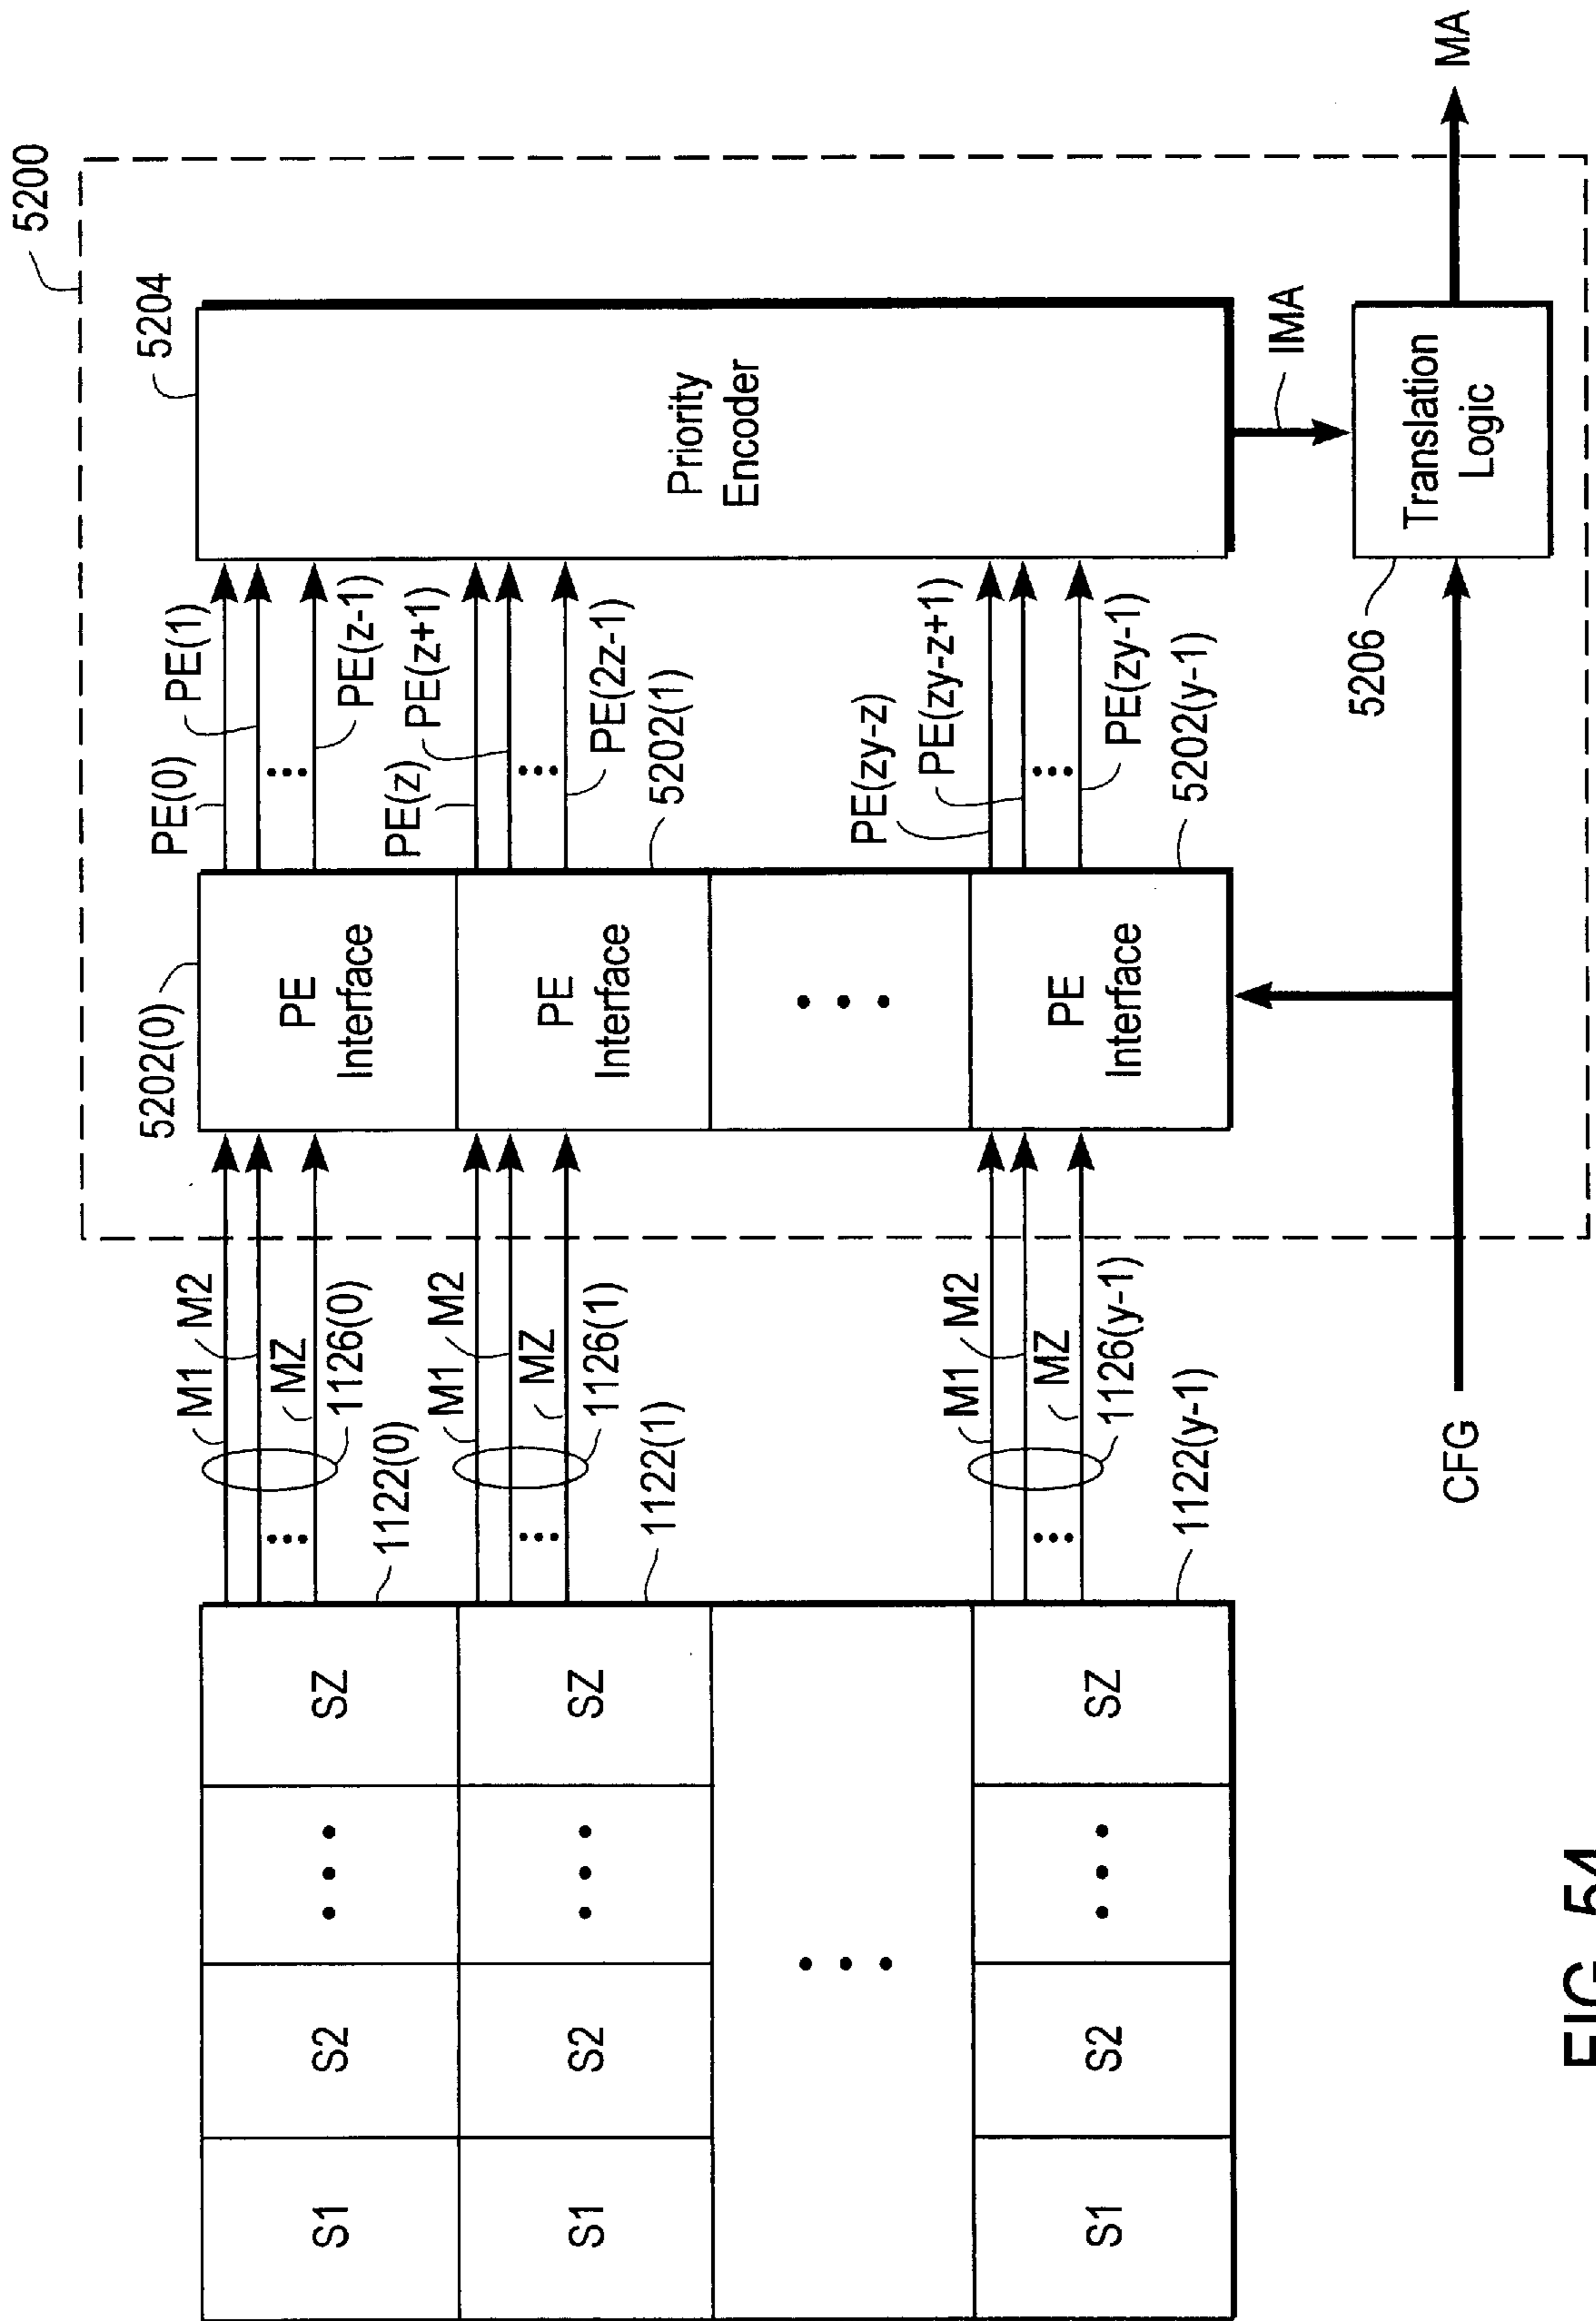 5200
5202(0)
5204
M1
M2
MZ
1126(0)
1122(0)
S1
S2
SZ
PE
Interface
PE(0)
PE(1)
PE(z-1)
M1
M2
MZ
1126(1)
1122(1)
S1
S2
SZ
PE
Interface
PE(z)
PE(z+1)
PE(2z-1)
5202(1)
Priority
Encoder
M1
M2
MZ
1126(y-1)
1122(y-1)
S1
S2
SZ
PE
Interface
PE(zy-z)
PE(zy-z+1)
PE(zy-1)
5202(y-1)
IMA
5206
Translation
Logic
CFG
MA
FIG. 54